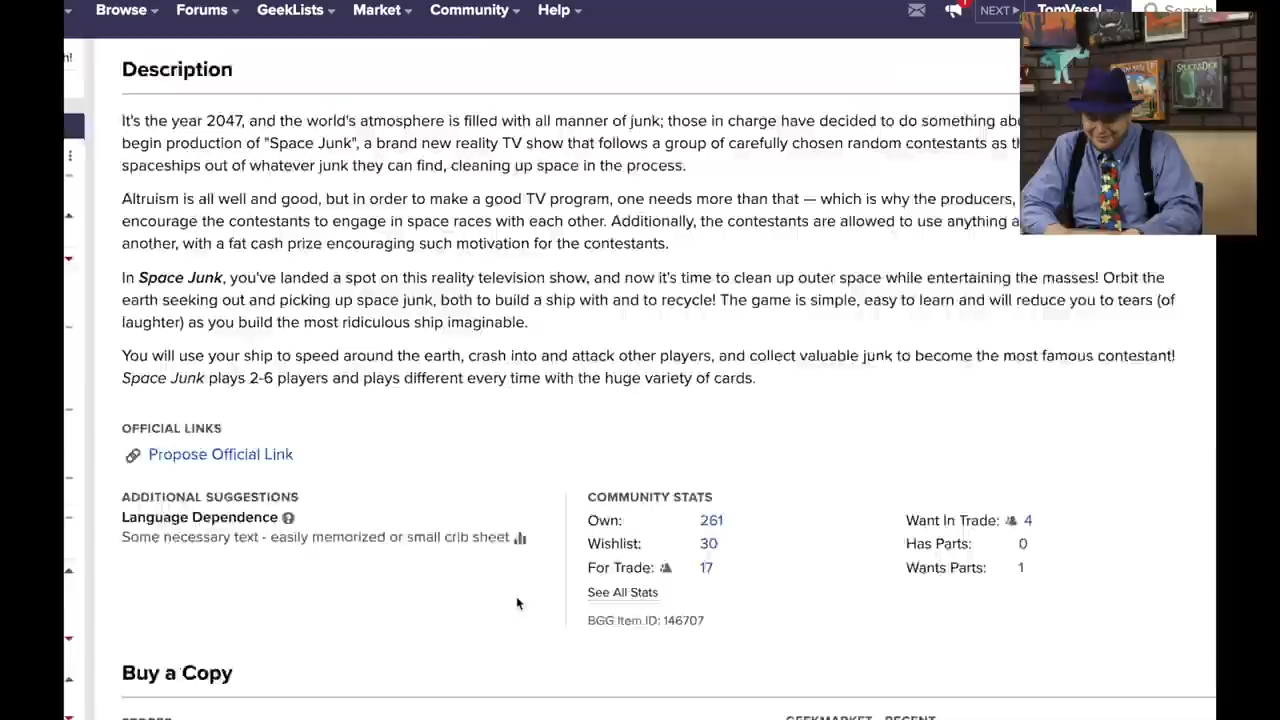 Browse Forums GeekLists Market Community Help NEXT TomVasel Search
Description
It's the year 2047, and the world's atmosphere is filled with all manner of junk; those in charge have decided to do something
begin production of "Space Junk", a brand new reality TV show that follows a group of carefully chosen random contestants as
spaceships out of whatever junk they can find, cleaning up space in the process.
Altruism is all well and good, but in order to make a good TV program, one needs more than that — which is why the producers,
encourage the contestants to engage in space races with each other. Additionally, the contestants are allowed to use anything
another, with a fat cash prize encouraging such motivation for the contestants.
In Space Junk, you've landed a spot on this reality television show, and now it's time to clean up outer space while entertaining the masses! Orbit the
earth seeking out and picking up space junk, both to build a ship with and to recycle! The game is simple, easy to learn and will reduce you to tears (of
laughter) as you build the most ridiculous ship imaginable.
You will use your ship to speed around the earth, crash into and attack other players, and collect valuable junk to become the most famous contestant!
Space Junk plays 2-6 players and plays different every time with the huge variety of cards.
OFFICIAL LINKS
Propose Official Link
ADDITIONAL SUGGESTIONS
Language Dependence
Some necessary text - easily memorized or small crib sheet
COMMUNITY STATS
Own: 261
Wishlist: 30
For Trade: 17
Want In Trade: 4
Has Parts: 0
Wants Parts: 1
See All Stats
BGG Item ID: 146707
Buy a Copy